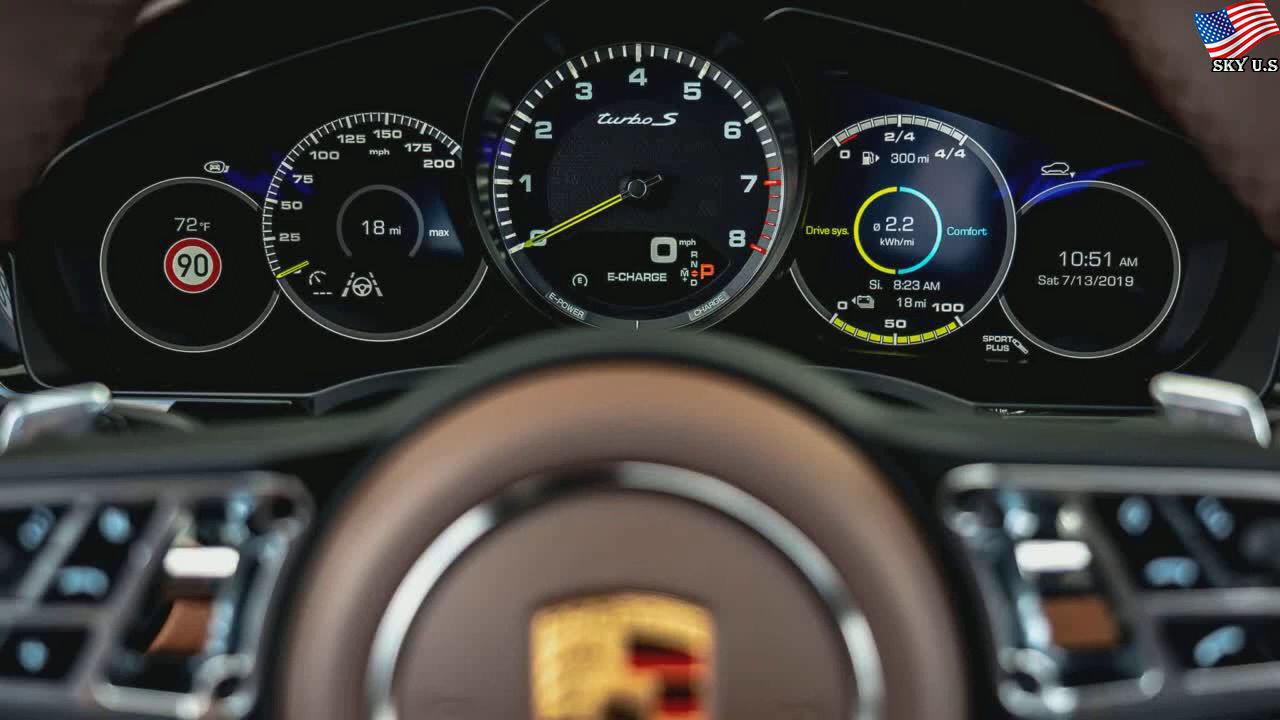 SKY U.S
72°F
90
25
50
75
100
125
150
175
200
mph
18 mi
max
0
1
2
3
4
5
6
7
8
turbo S
0 mph
E-CHARGE
R
N
M
D
P
E-POWER
CHARGE
0
2/4
4/4
300 mi
Drive sys.
ø 2.2
kWh/mi
Comfort
Si. 8:23 AM
18 mi
0
50
100
10:51 AM
Sat 7/13/2019
SPORT
PLUS